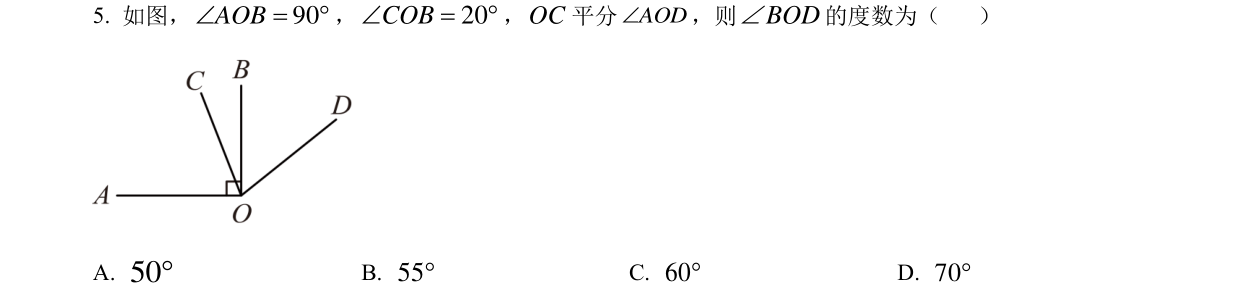 5. 如图，∠AOB = 90°，∠COB = 20°，OC 平分∠AOD，则∠BOD 的度数为（　　）
C B
D
A
O
A. 50° B. 55° C. 60° D. 70°